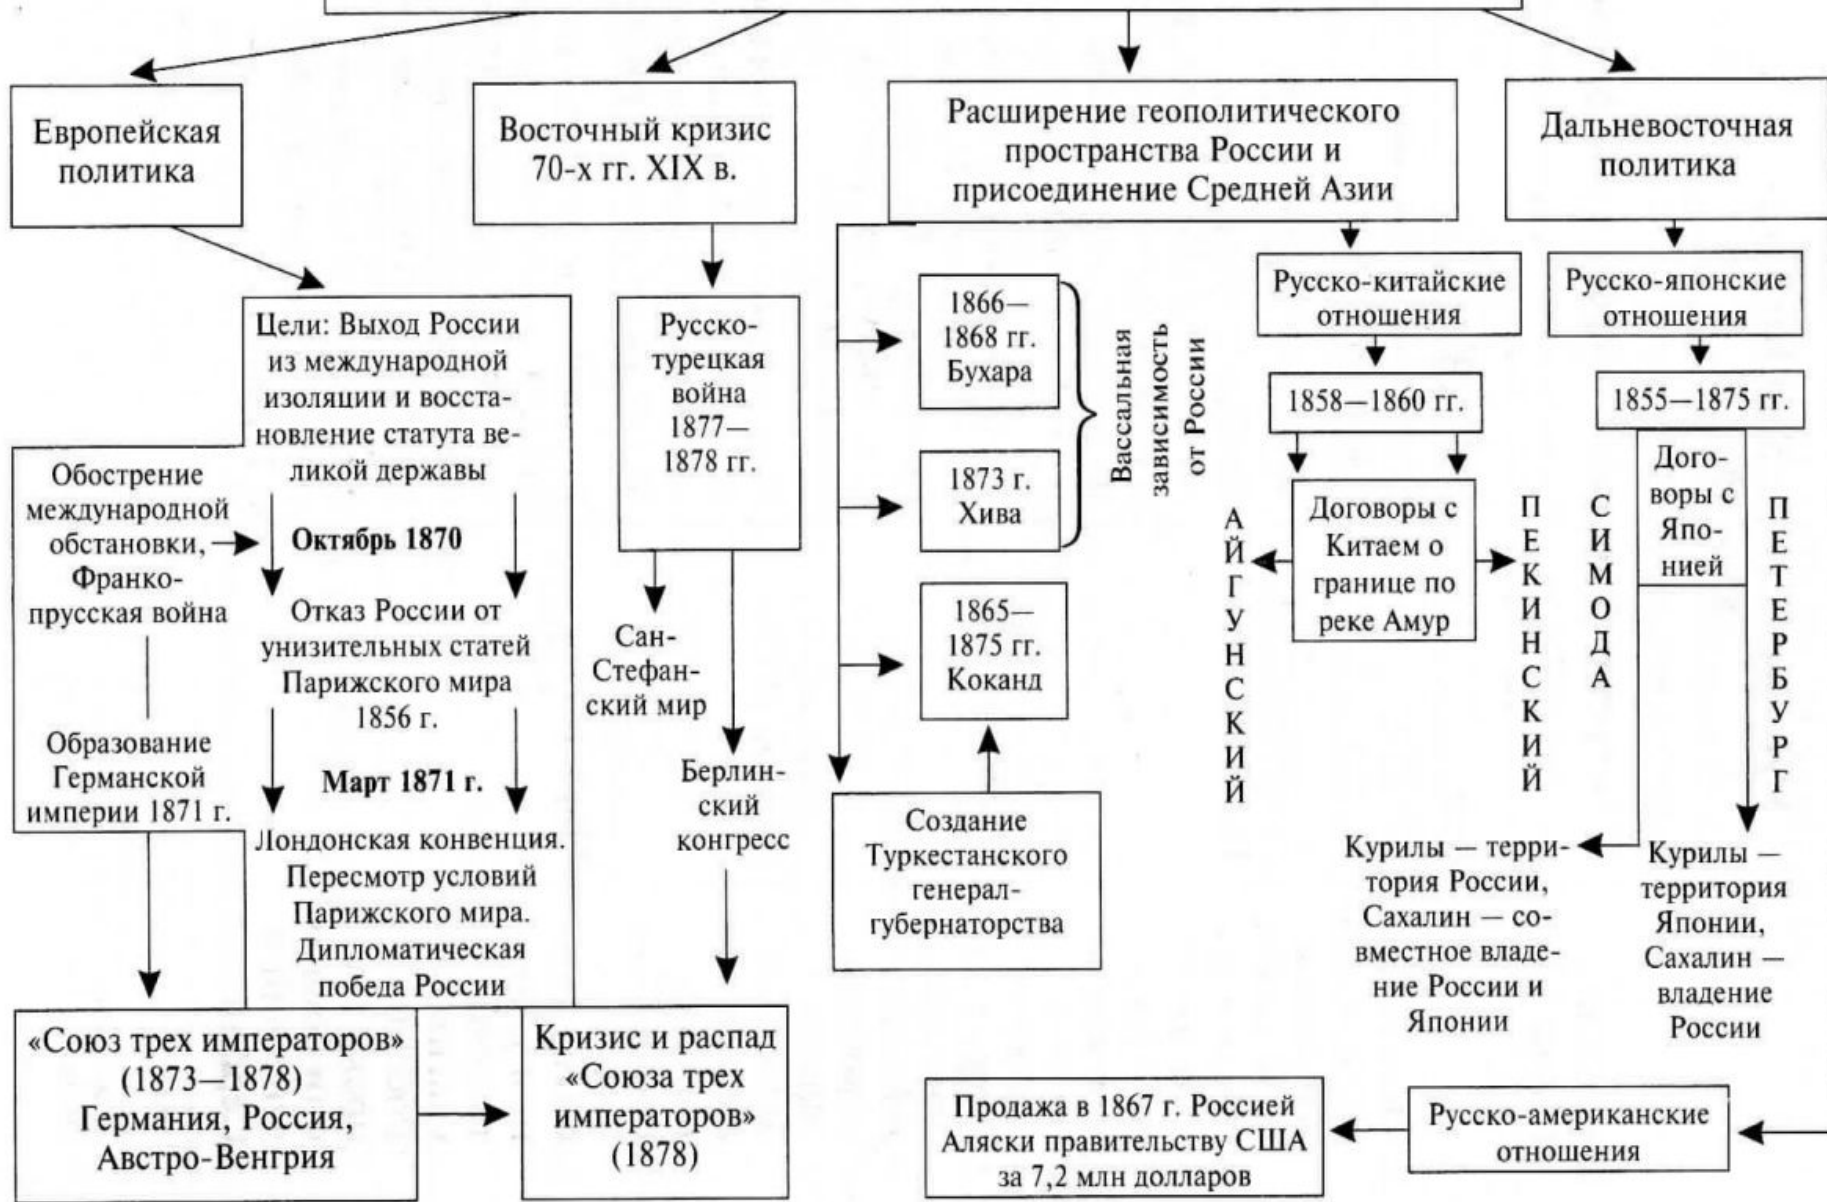 Европейская
политика
Восточный кризис
70-х гг. XIX в.
Расширение геополитического
пространства России и
присоединение Средней Азии
Дальневосточная
политика
Цели: Выход России
из международной
изоляции и восста-
новление статута ве-
ликой державы
Обострение
международной
обстановки,
Франко-
прусская война
Октябрь 1870
Отказ России от
унизительных статей
Парижского мира
1856 г.
Образование
Германской
империи 1871 г.
Март 1871 г.
Лондонская конвенция.
Пересмотр условий
Парижского мира.
Дипломатическая
победа России
«Союз трех императоров»
(1873—1878)
Германия, Россия,
Австро-Венгрия
Русско-
турецкая
война
1877—
1878 гг.
Сан-
Стефан-
ский мир
Берлин-
ский
конгресс
Кризис и распад
«Союза трех
императоров»
(1878)
1866—
1868 гг.
Бухара
1873 г.
Хива
Вассальная
зависимость
от России
1865—
1875 гг.
Коканд
Создание
Туркестанского
генерал-
губернаторства
Русско-китайские
отношения
1858—1860 гг.
Договоры с
Китаем о
границе по
реке Амур
АЙГУНСКИЙ
ПЕКИНСКИЙ
Русско-японские
отношения
1855—1875 гг.
Дого-
воры с
Япо-
нией
СИМОДА
ПЕТЕРБУРГ
Курилы — терри-
тория России,
Сахалин — со-
вместное владе-
ние России и
Японии
Курилы —
территория
Японии,
Сахалин —
владение
России
Русско-американские
отношения
Продажа в 1867 г. Россией
Аляски правительству США
за 7,2 млн долларов